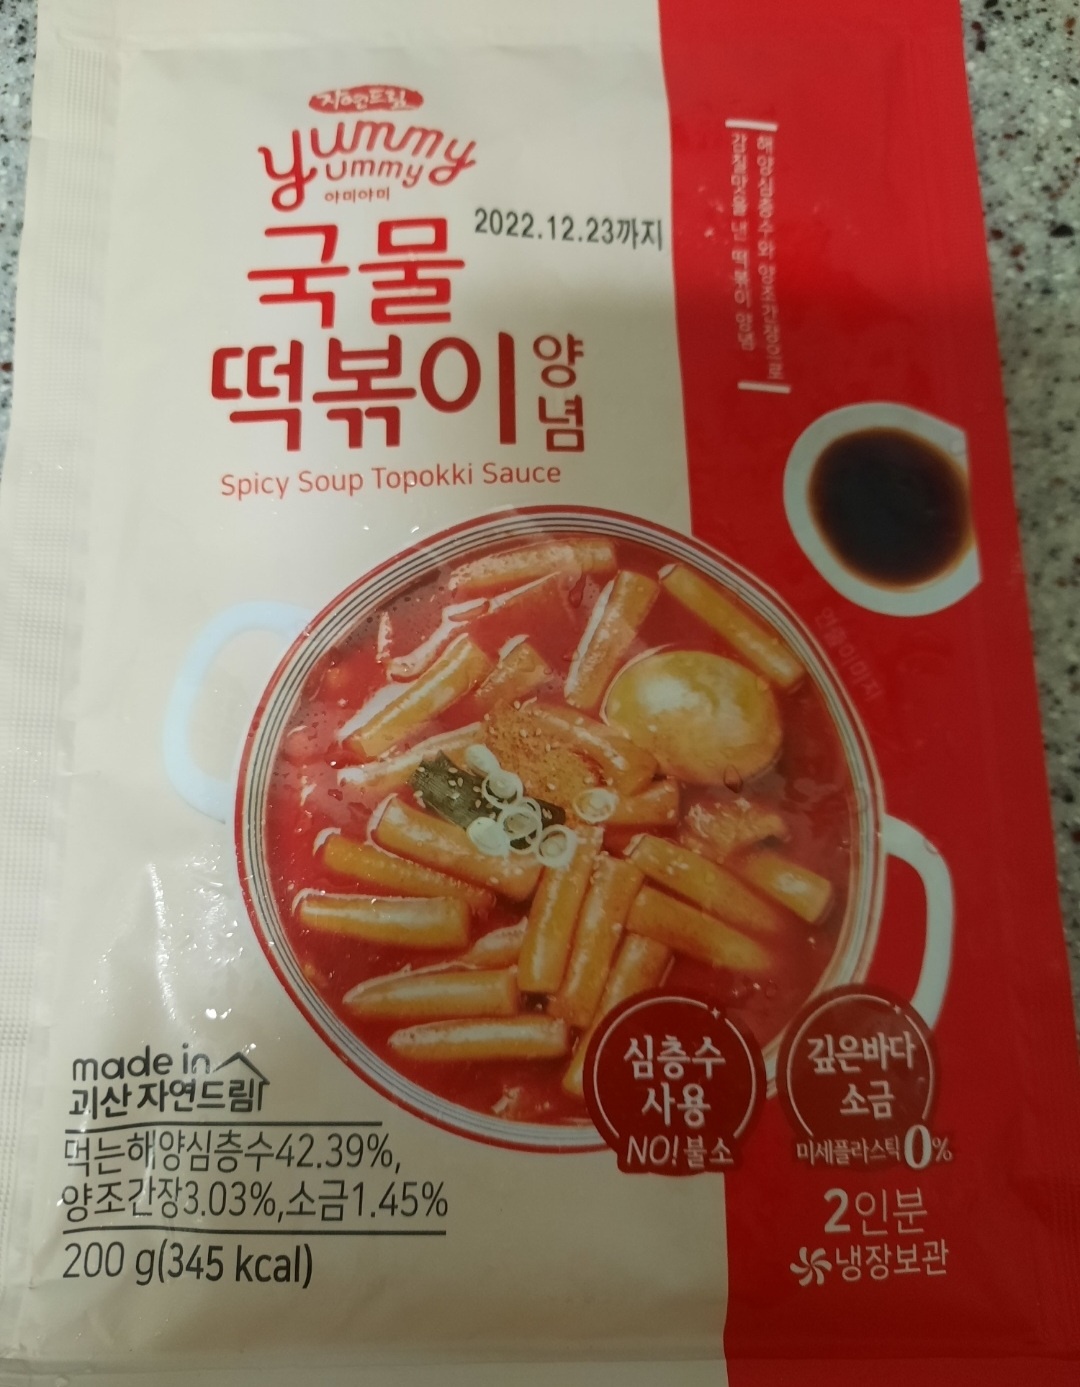 자연드림
yummy
yummy
야미야미
국물
2022.12.23까지
떡볶이 양념
Spicy Soup Topokki Sauce
해양심층수와 양조간장으로
감칠맛을 낸 떡볶이 양념
연출이미지
심층수
사용
NO! 불소
깊은바다
소금
미세플라스틱 0%
made in
괴산 자연드림
먹는해양심층수42.39%,
양조간장3.03%,소금1.45%
200 g(345 kcal)
2인분
냉장보관